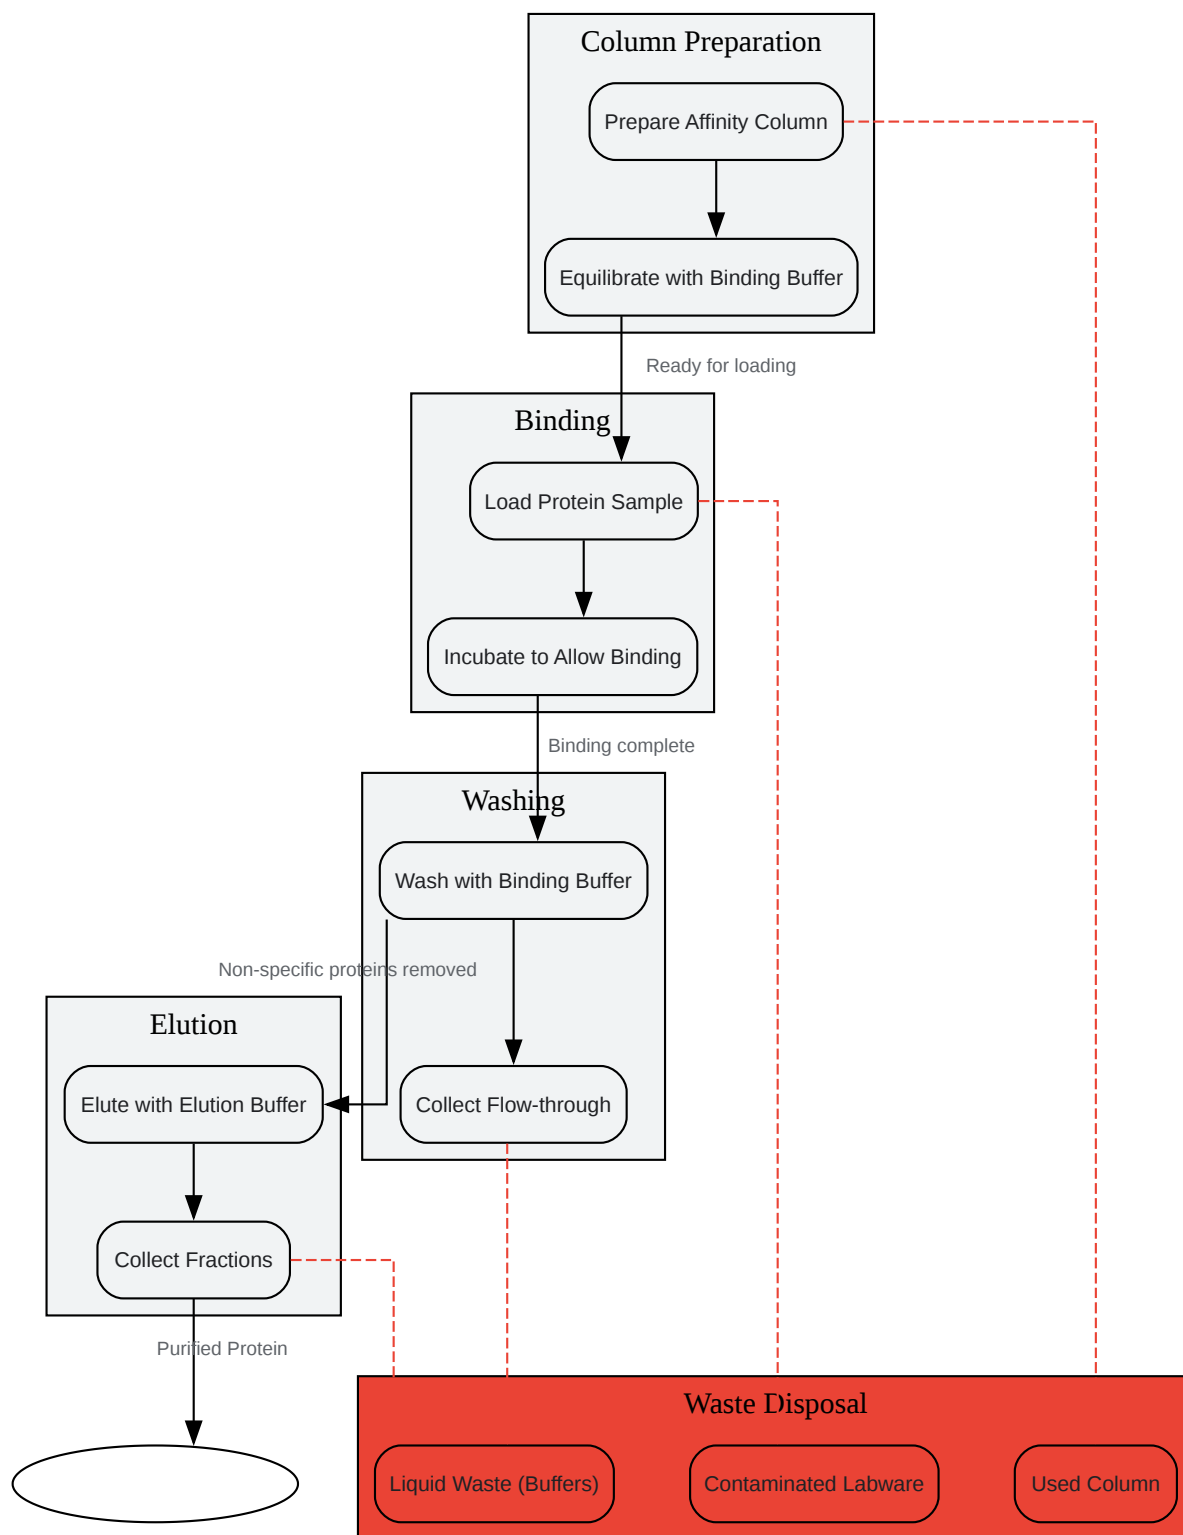 Column Preparation
Prepare Affinity Column
Equilibrate with Binding Buffer
Ready for loading
Binding
Load Protein Sample
Incubate to Allow Binding
Binding complete
Washing
Wash with Binding Buffer
Non-specific proteins removed
Elution
Elute with Elution Buffer
Collect Flow-through
Collect Fractions
Purified Protein
Waste Disposal
Liquid Waste (Buffers)
Contaminated Labware
Used Column